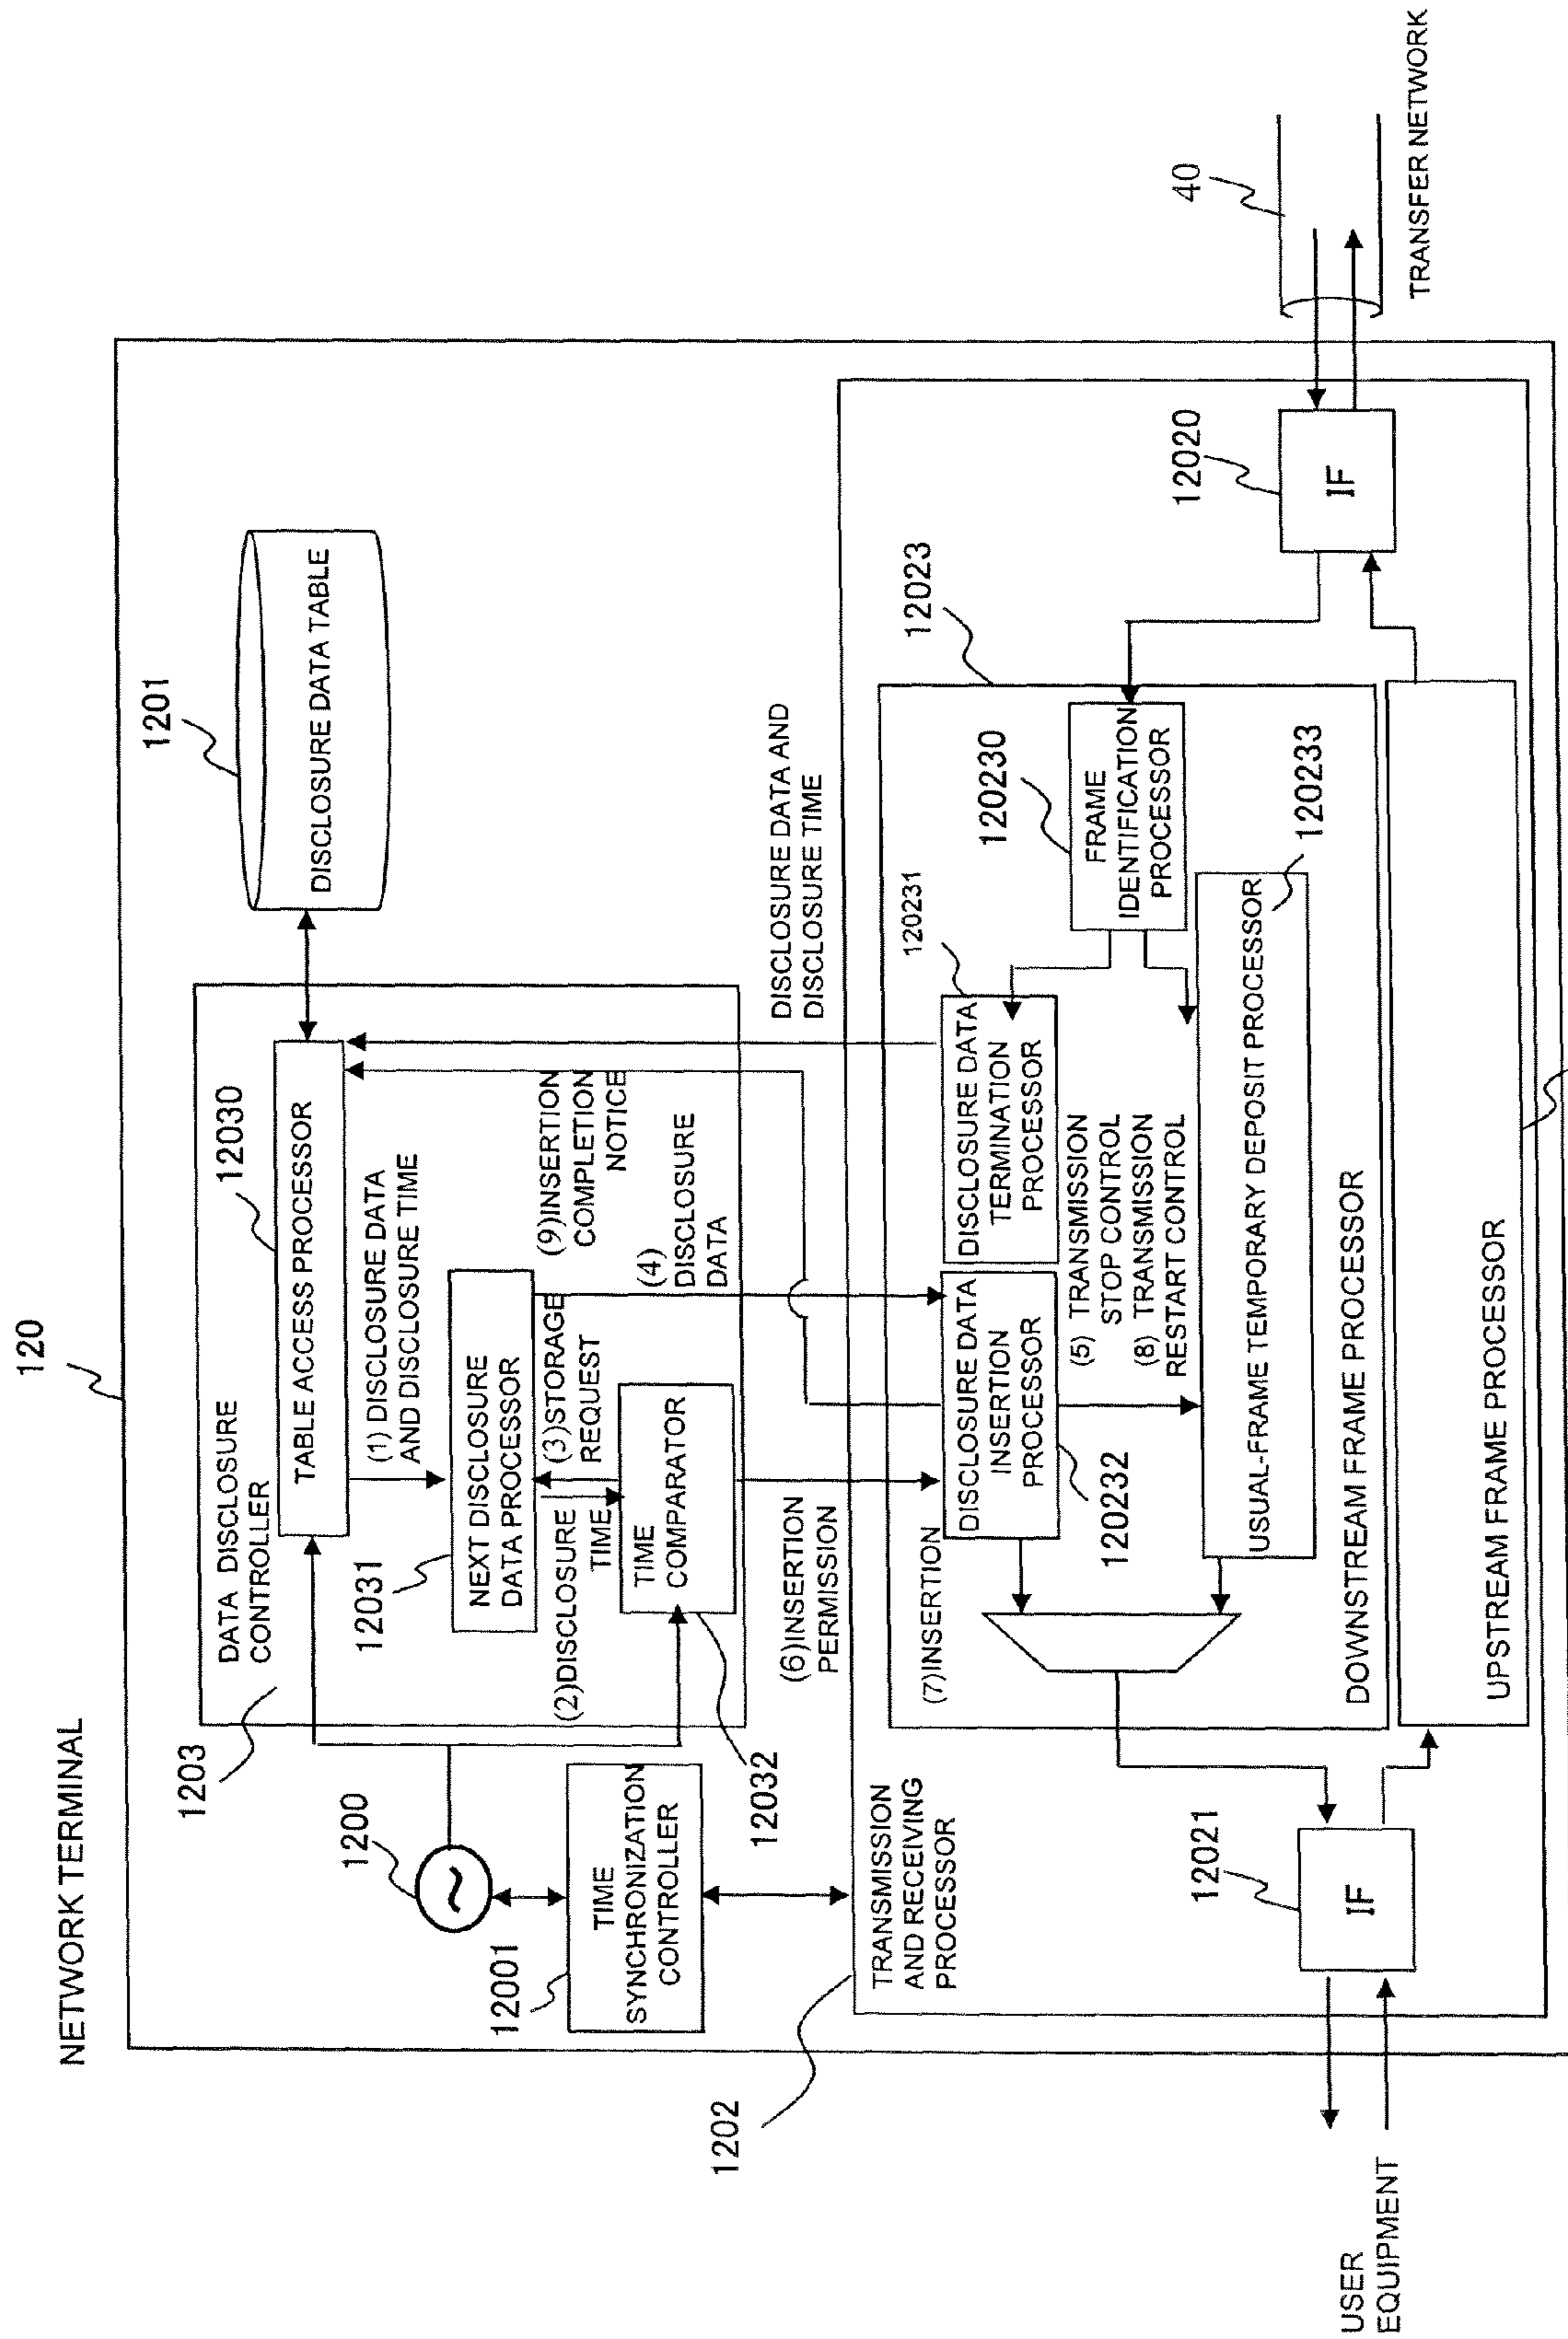 NETWORK TERMINAL
120
1203
DATA DISCLOSURE
CONTROLLER
1200
12001
TIME
SYNCHRONIZATION
CONTROLLER
12030
TABLE ACCESS PROCESSOR
1201
DISCLOSURE DATA TABLE
(1) DISCLOSURE DATA
AND DISCLOSURE TIME
12031
NEXT DISCLOSURE
DATA PROCESSOR
(2)DISCLOSURE
TIME
(3)STORAGE
REQUEST
TIME
COMPARATOR
12032
(9)INSERTION
COMPLETION
NOTICE
(4)
DISCLOSURE
DATA
(6)INSERTION
PERMISSION
DISCLOSURE DATA AND
DISCLOSURE TIME
1202
TRANSMISSION
AND RECEIVING
PROCESSOR
12023
(7)INSERTION
DISCLOSURE DATA
INSERTION
PROCESSOR
120232
120231
DISCLOSURE DATA
TERMINATION
PROCESSOR
(5) TRANSMISSION
STOP CONTROL
(8) TRANSMISSION
RESTART CONTROL
120230
FRAME
IDENTIFICATION
PROCESSOR
USUAL-FRAME TEMPORARY DEPOSIT PROCESSOR
120233
DOWNSTREAM FRAME PROCESSOR
UPSTREAM FRAME PROCESSOR
12021
IF
12020
IF
40
TRANSFER NETWORK
USER
EQUIPMENT